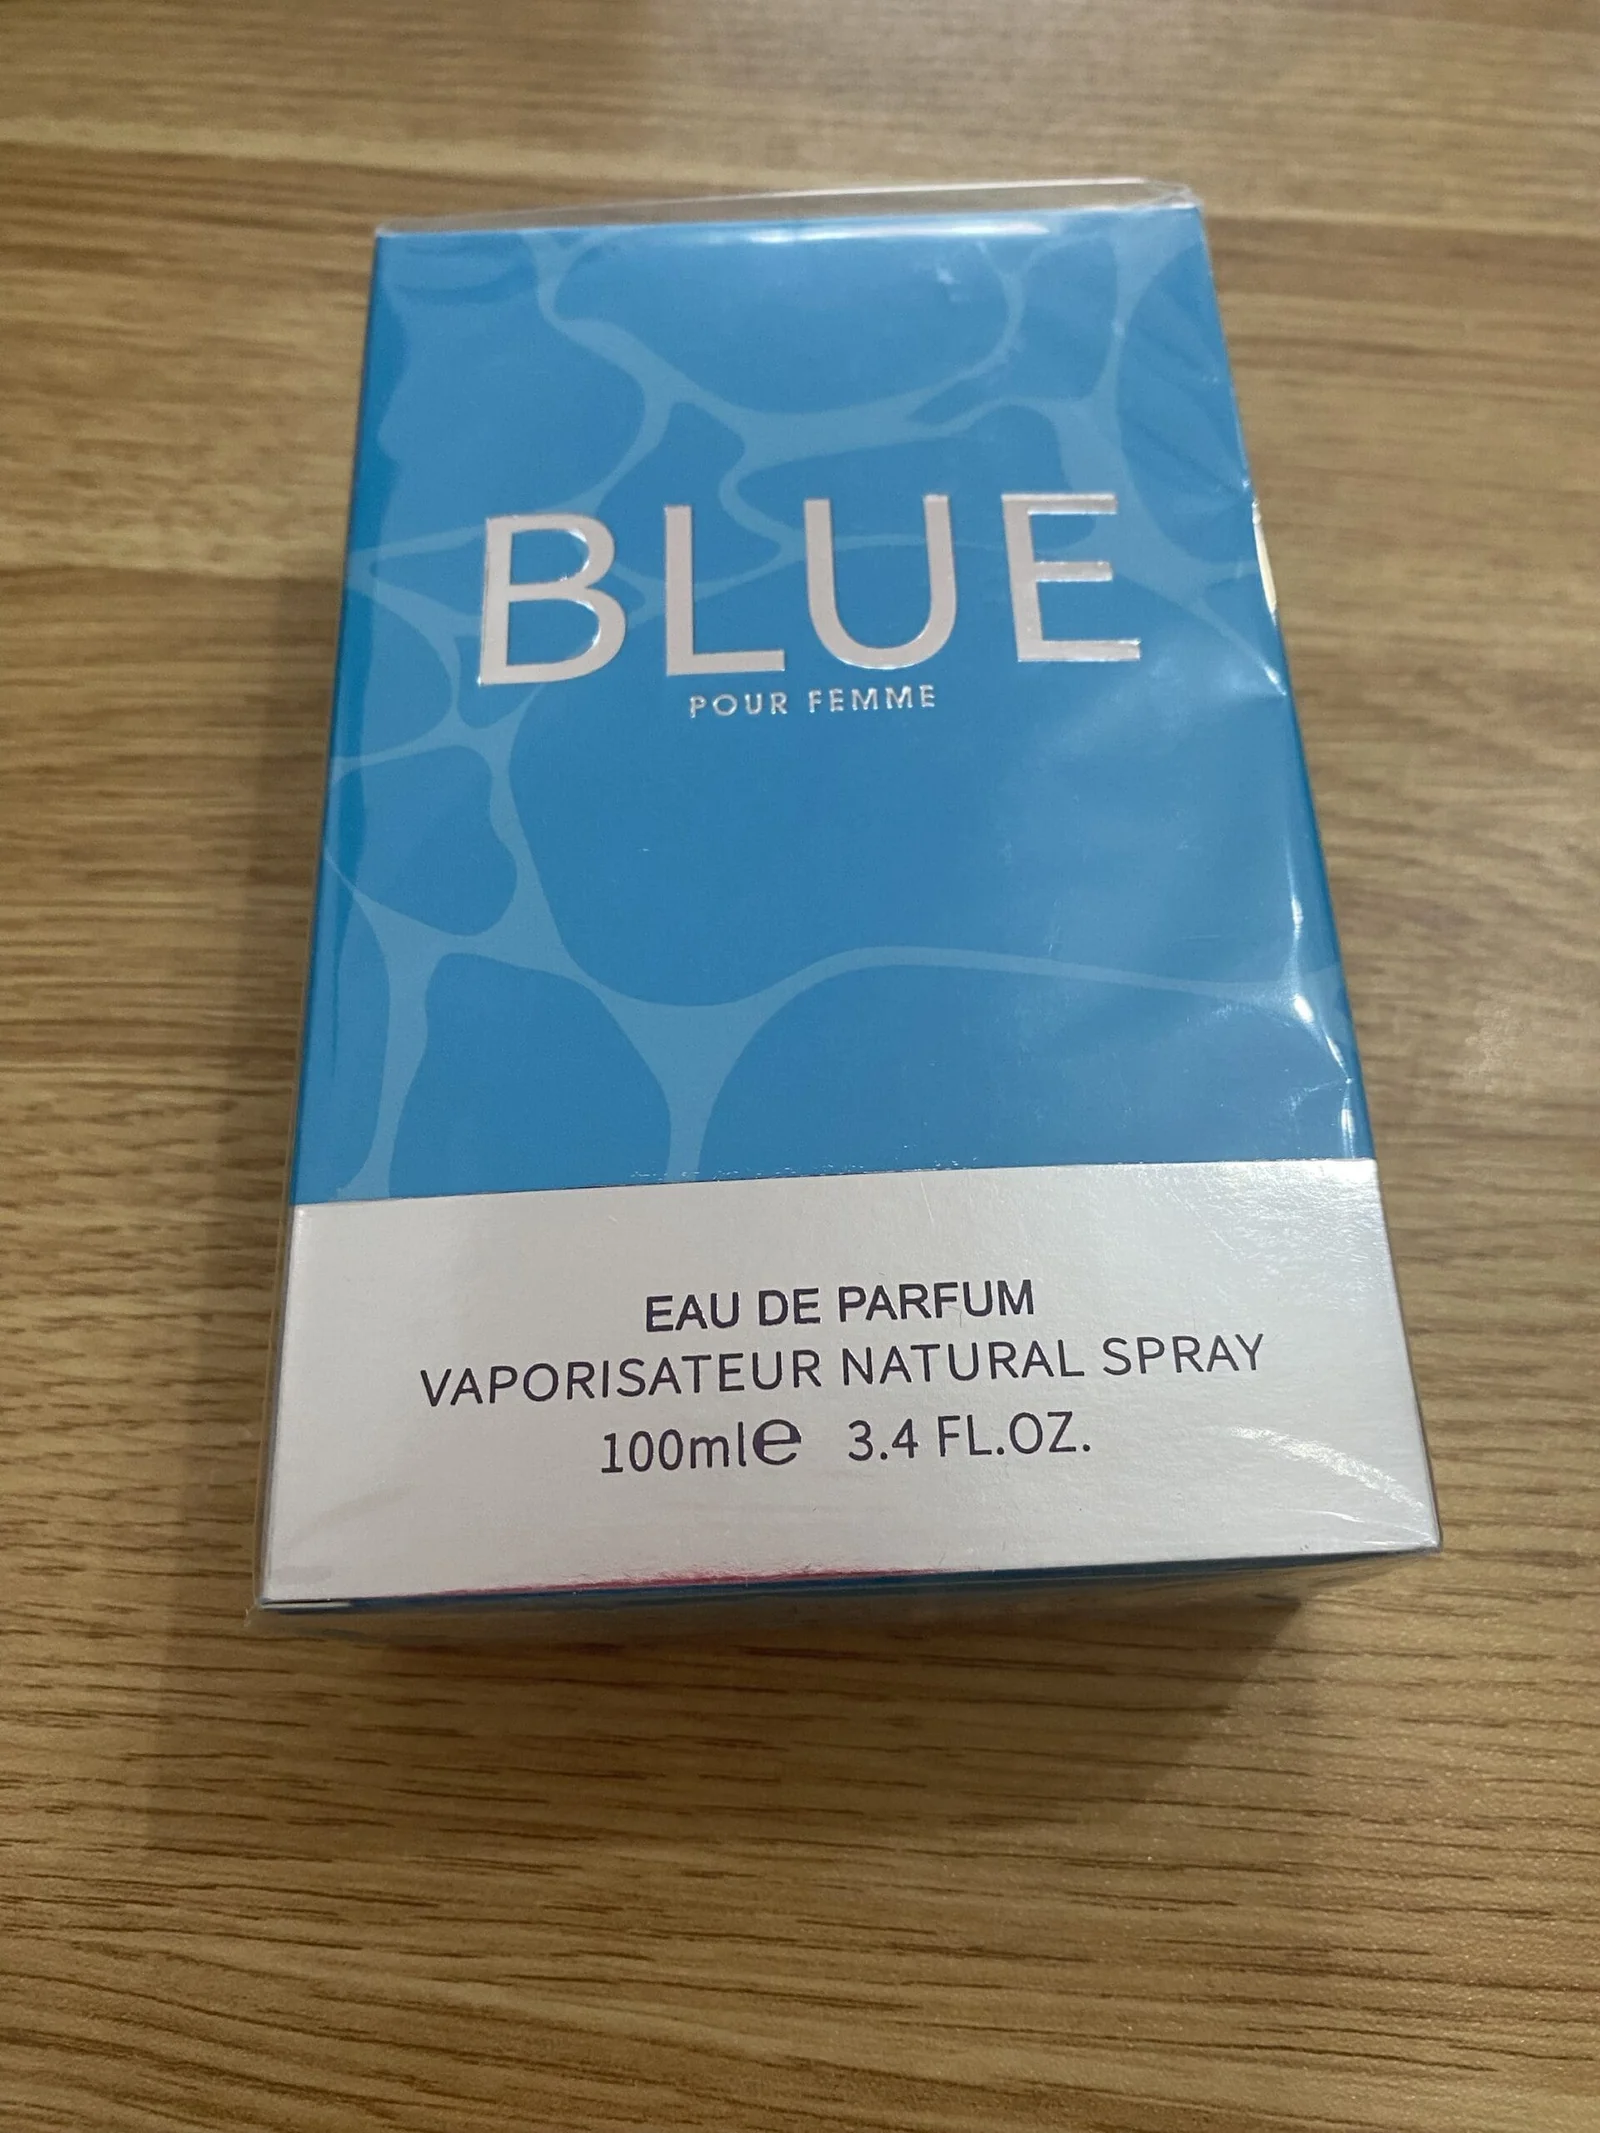 BLUE
POUR FEMME
EAU DE PARFUM
VAPORISATEUR NATURAL SPRAY
100ml℮ 3.4 FL.OZ.